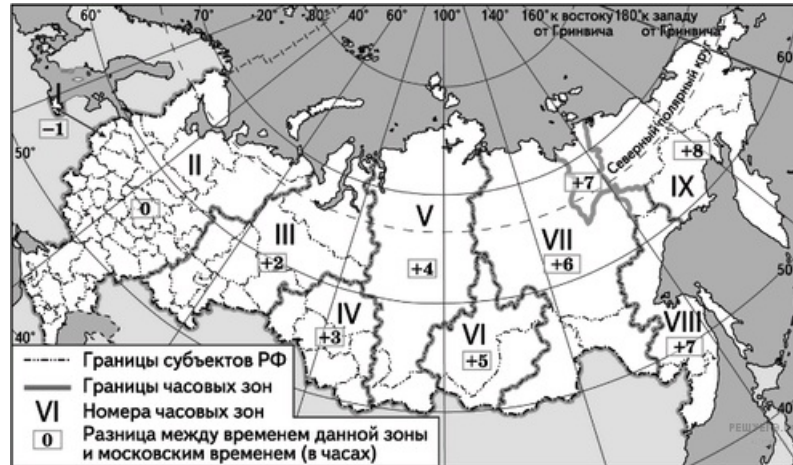 60°
70°
-20°
-80°
100°
120°
140°
160° к востоку
от Гринвича
180° к западу
от Гринвича
60
Северный полярный круг
I
-1
50°
II
0
III
+2
IV
+3
V
+4
VI
+5
VII
+6
+7
+8
IX
VIII
+7
40°
50
40
Границы субъектов РФ
Границы часовых зон
VI Номера часовых зон
0 Разница между временем данной зоны
и московским временем (в часах)